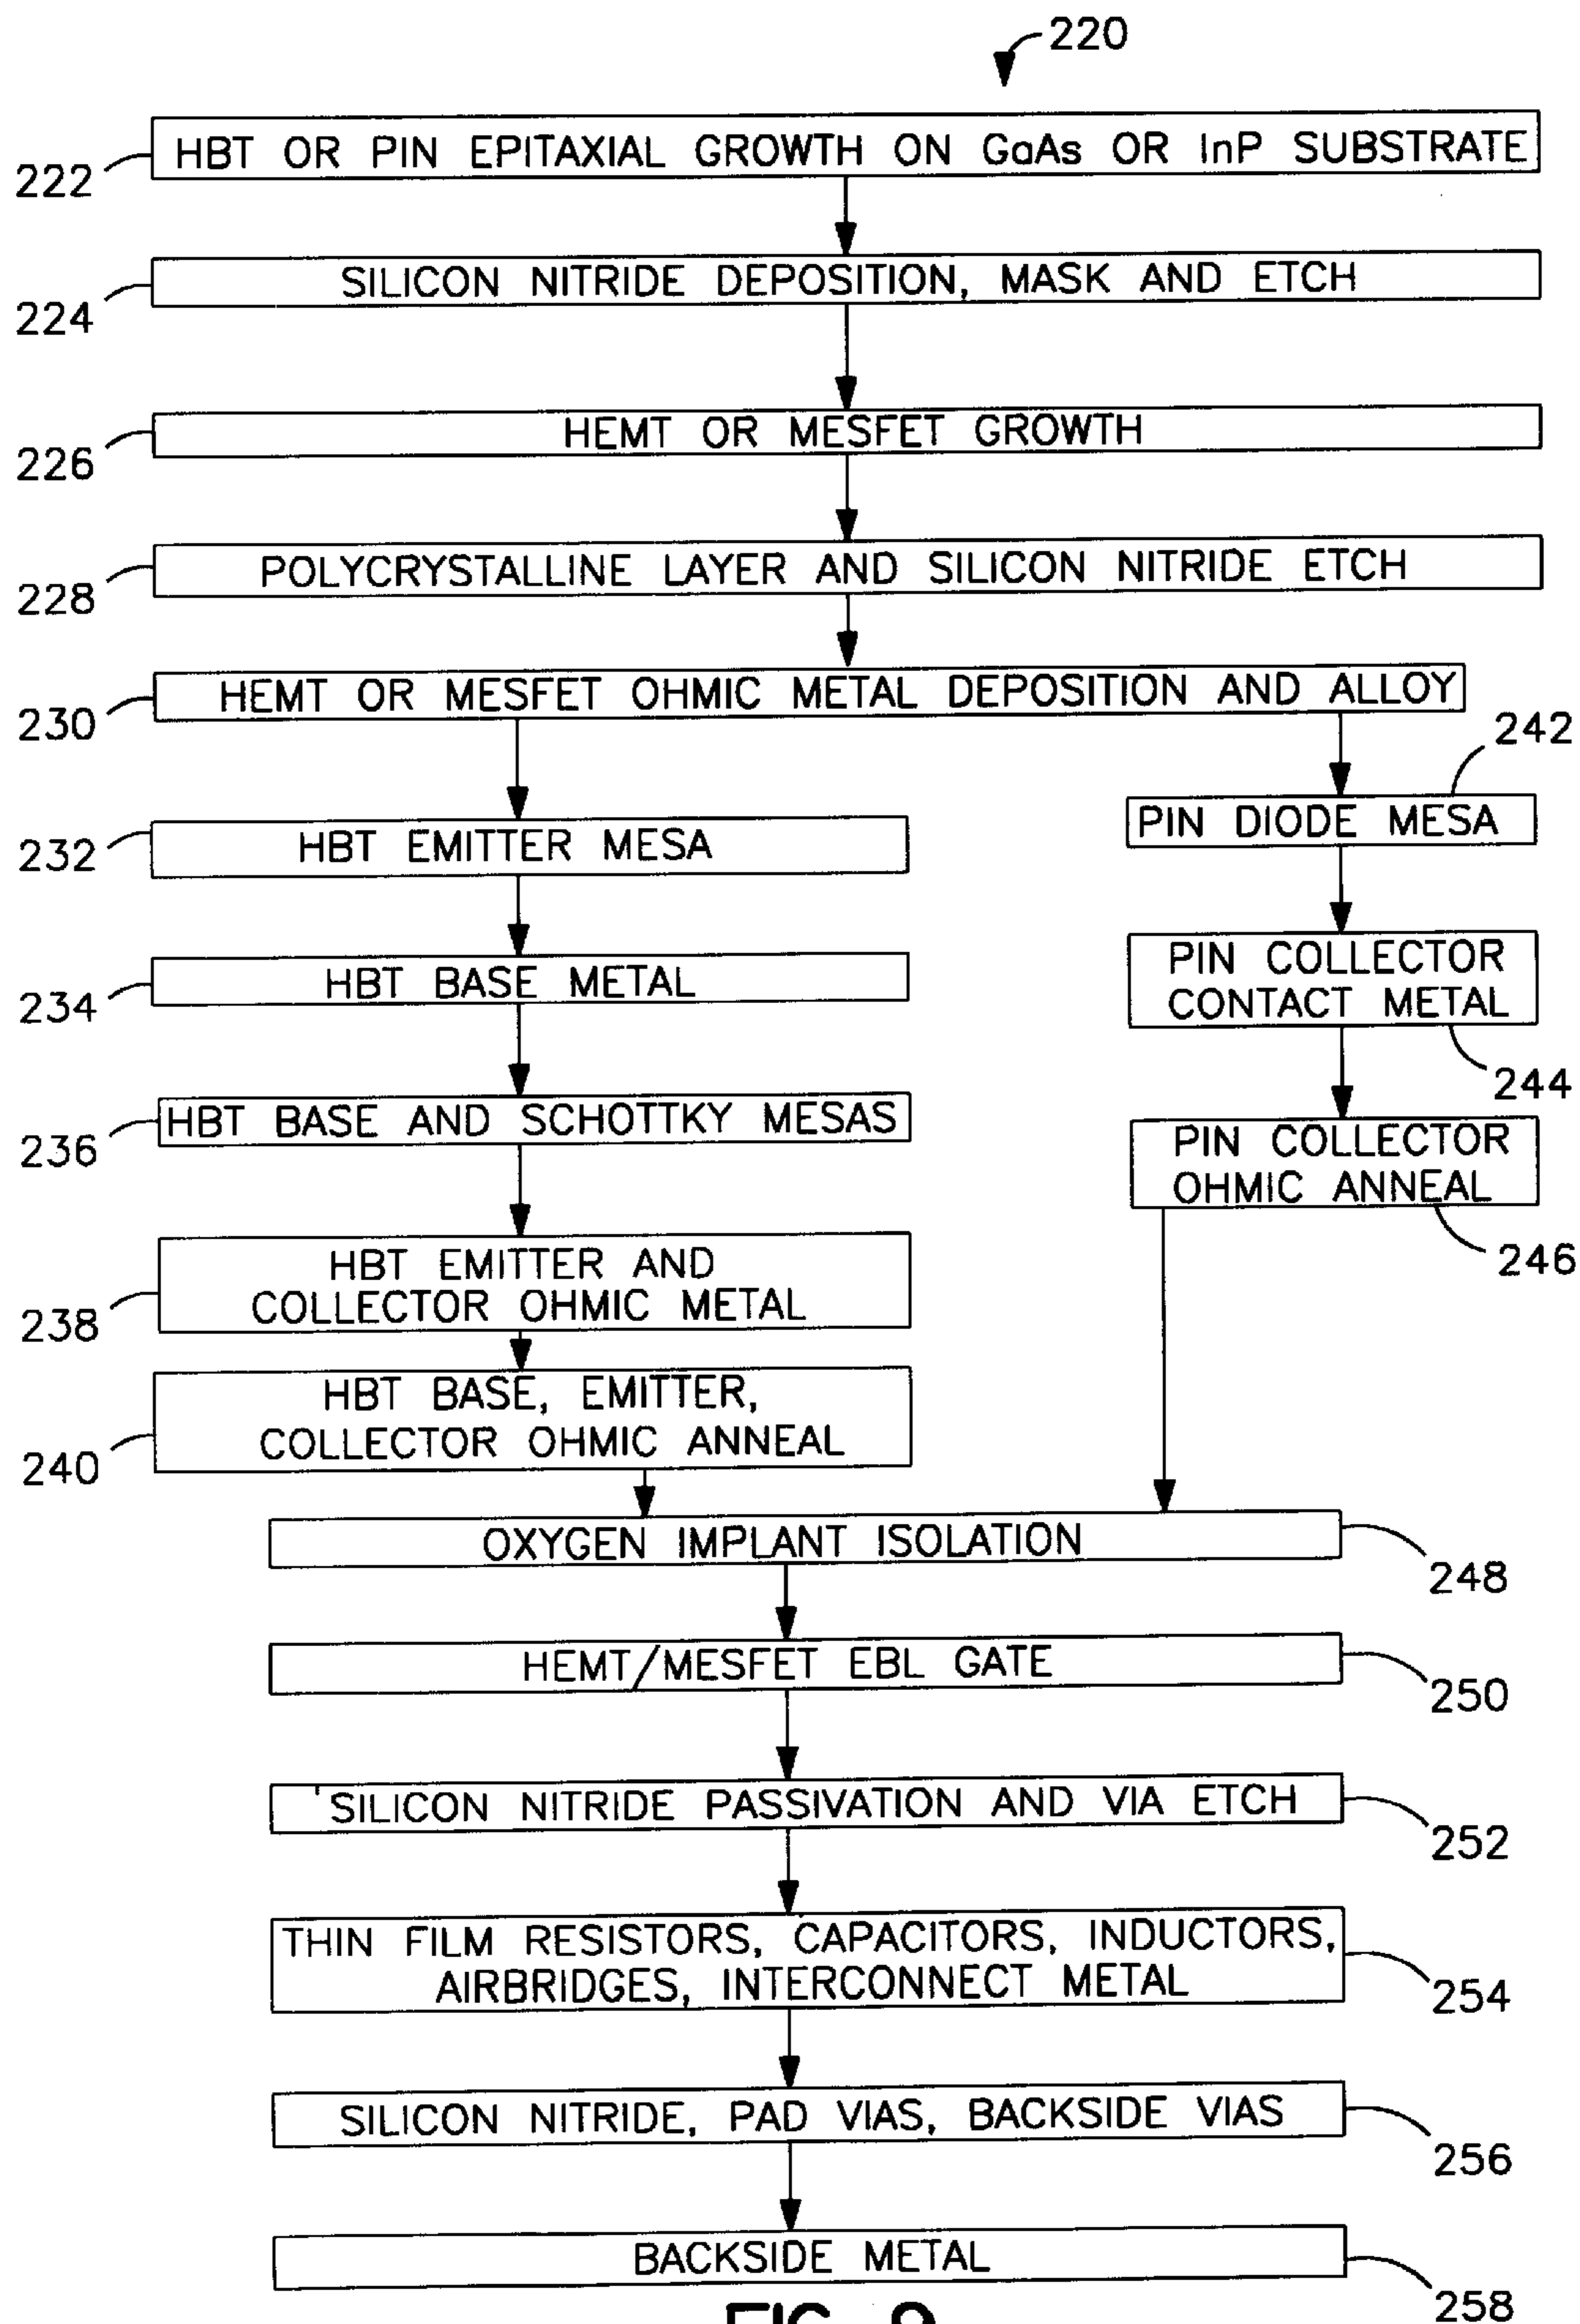 220
222
HBT OR PIN EPITAXIAL GROWTH ON GaAs OR InP SUBSTRATE
224
SILICON NITRIDE DEPOSITION, MASK AND ETCH
226
HEMT OR MESFET GROWTH
228
POLYCRYSTALLINE LAYER AND SILICON NITRIDE ETCH
230
HEMT OR MESFET OHMIC METAL DEPOSITION AND ALLOY
232
HBT EMITTER MESA
234
HBT BASE METAL
236
HBT BASE AND SCHOTTKY MESAS
238
HBT EMITTER AND
COLLECTOR OHMIC METAL
240
HBT BASE, EMITTER,
COLLECTOR OHMIC ANNEAL
242
PIN DIODE MESA
PIN COLLECTOR
CONTACT METAL
244
PIN COLLECTOR
OHMIC ANNEAL
246
OXYGEN IMPLANT ISOLATION
248
HEMT/MESFET EBL GATE
250
SILICON NITRIDE PASSIVATION AND VIA ETCH
252
THIN FILM RESISTORS, CAPACITORS, INDUCTORS,
AIRBRIDGES, INTERCONNECT METAL
254
SILICON NITRIDE, PAD VIAS, BACKSIDE VIAS
256
BACKSIDE METAL
258